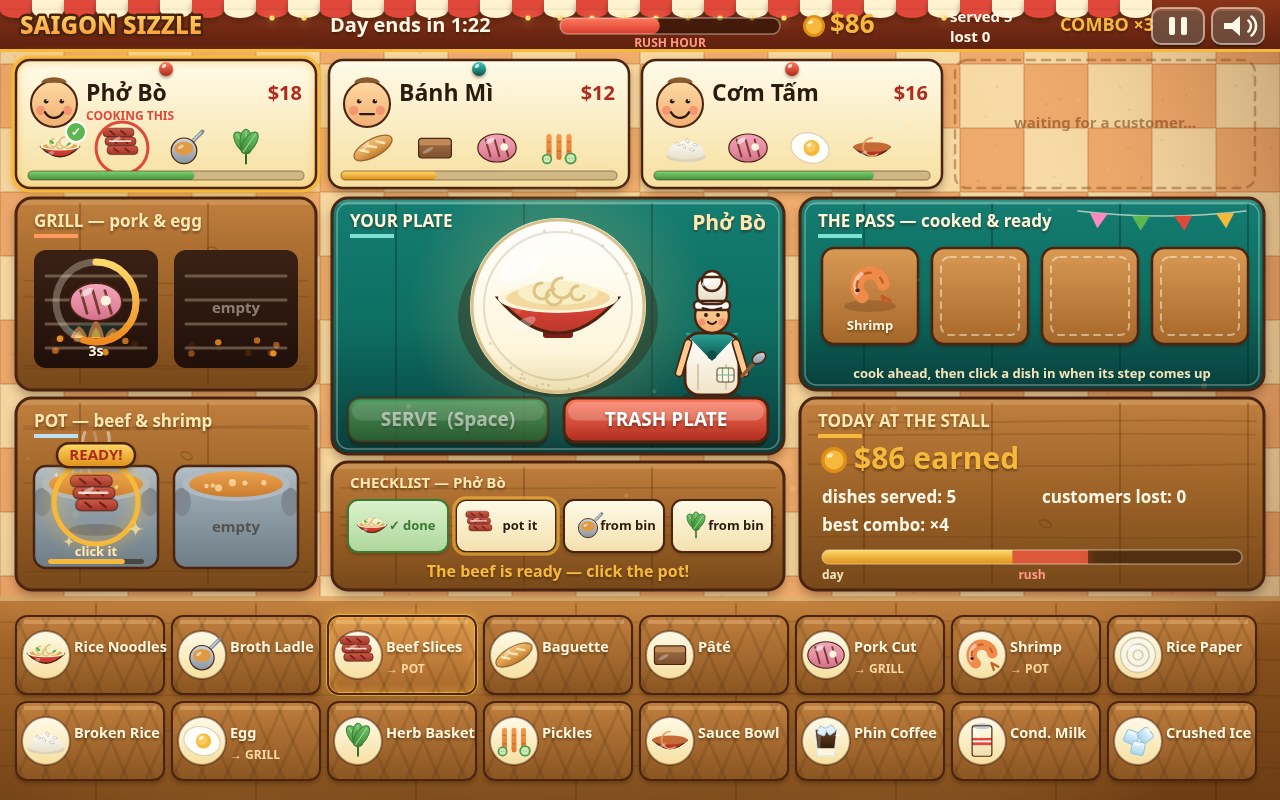 SAIGON SIZZLE
Day ends in 1:22
RUSH HOUR
$86
served 5
lost 0
COMBO ×3
Phở Bò
$18
COOKING THIS
Bánh Mì
$12
Cơm Tấm
$16
waiting for a customer...
GRILL — pork & egg
3s
empty
YOUR PLATE
Phở Bò
SERVE (Space)
TRASH PLATE
THE PASS — cooked & ready
Shrimp
cook ahead, then click a dish in when its step comes up
POT — beef & shrimp
READY!
click it
empty
CHECKLIST — Phở Bò
✓ done
pot it
from bin
from bin
The beef is ready — click the pot!
TODAY AT THE STALL
$86 earned
dishes served: 5
customers lost: 0
best combo: ×4
day
rush
Rice Noodles
Broth Ladle
Beef Slices
→ POT
Baguette
Pâté
Pork Cut
→ GRILL
Shrimp
→ POT
Rice Paper
Broken Rice
Egg
→ GRILL
Herb Basket
Pickles
Sauce Bowl
Phin Coffee
Cond. Milk
Crushed Ice